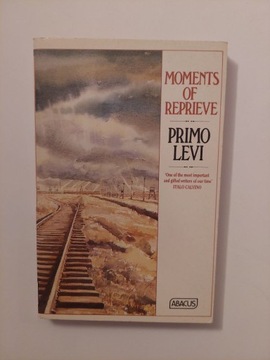 MOMENTS
OF
REPRIEVE
PRIMO
LEVI
'One of the most important
and gifted writers of our time'
ITALO CALVINO
ABACUS